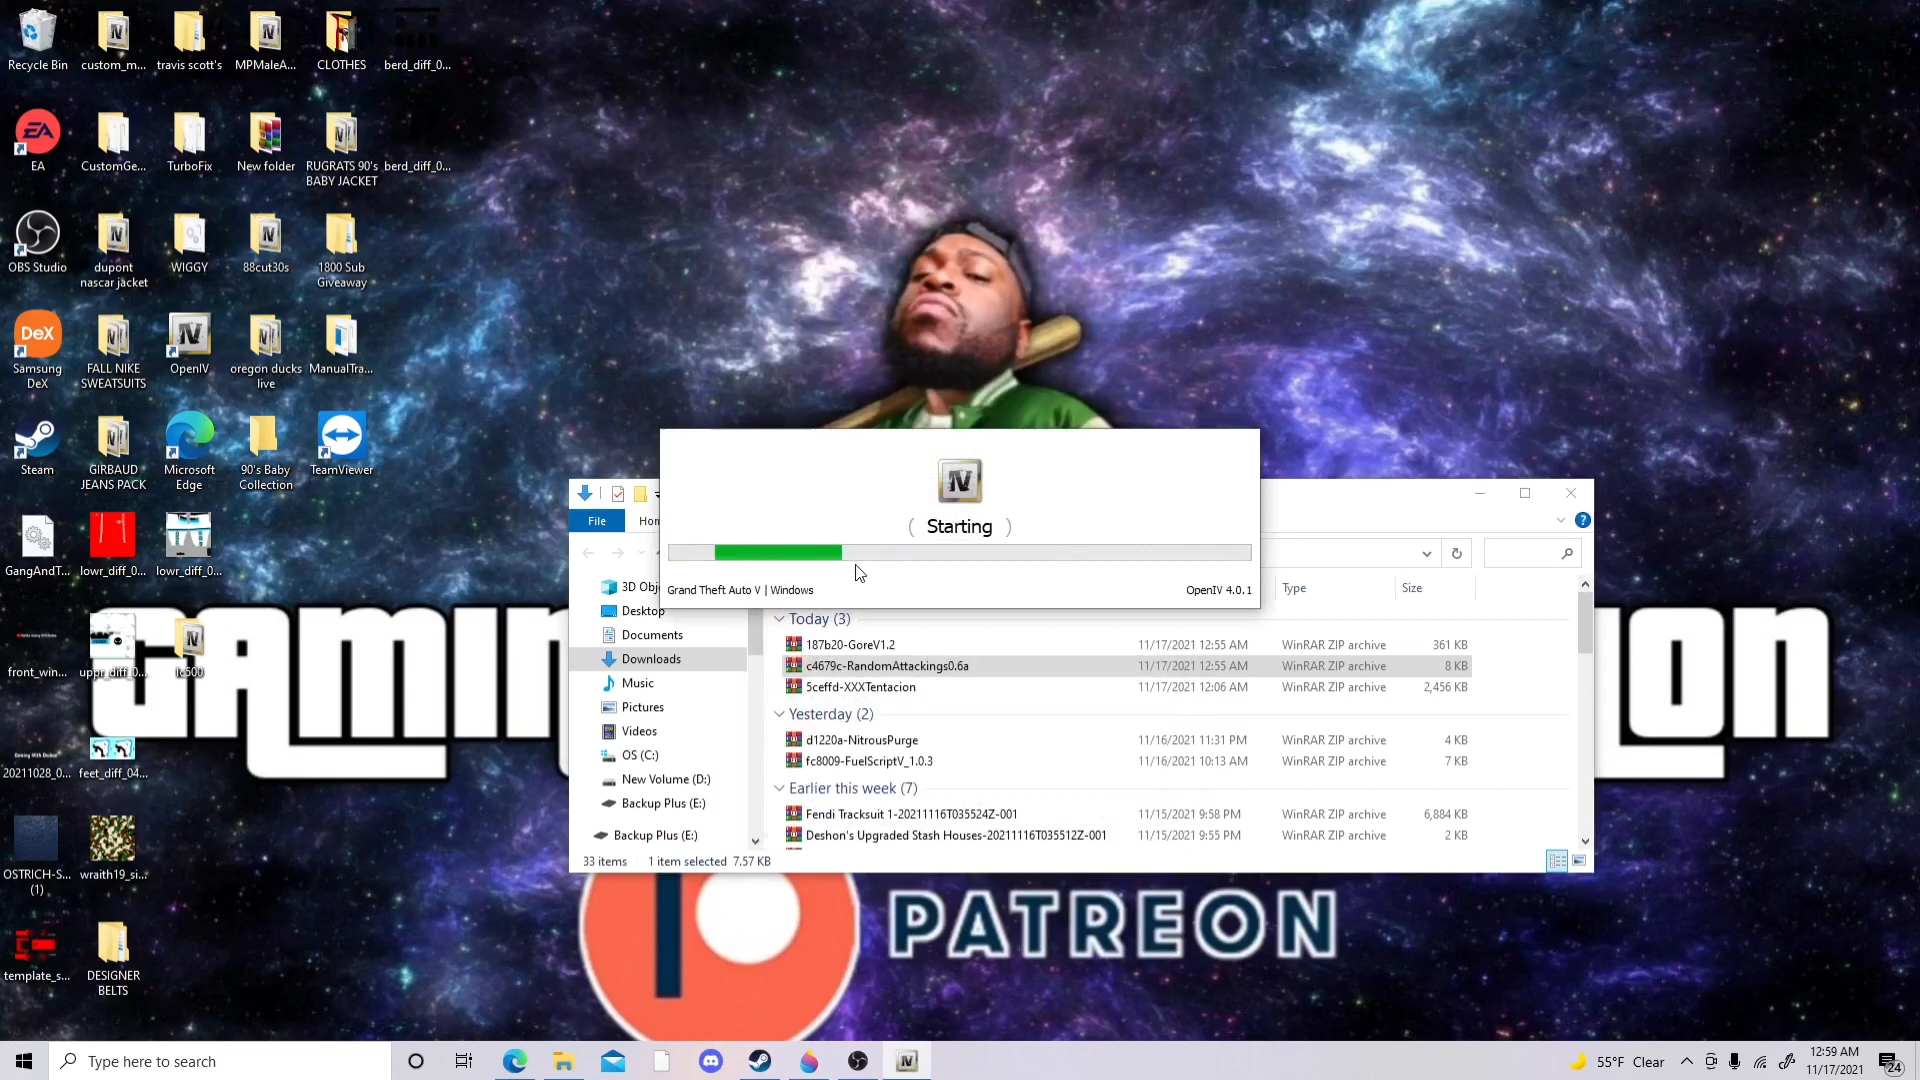 Recycle Bin
custom_m...
travis scott's
MPMaleA...
CLOTHES
berd_diff_0...
EA
CustomGe...
TurboFix
New folder
RUGRATS 90's
BABY JACKET
berd_diff_0...
OBS Studio
dupont
nascar jacket
WIGGY
88cut30s
1800 Sub
Giveaway
DeX
Samsung
DeX
FALL NIKE
SWEATSUITS
OpenIV
oregon ducks
live
ManualTra...
Steam
GIRBAUD
JEANS PACK
Microsoft
Edge
90's Baby
Collection
TeamViewer
GangAndT...
lowr_diff_0...
lowr_diff_0...
front_win...
uppr_diff_0...
lc500
20211028_0...
feet_diff_04...
OSTRICH-S...
(1)
wraith19_si...
template_s...
DESIGNER
BELTS
IV
( Starting )
Grand Theft Auto V | Windows
OpenIV 4.0.1
File
Hom
3D Obj
Desktop
Documents
Downloads
Music
Pictures
Videos
OS (C:)
New Volume (D:)
Backup Plus (E:)
Backup Plus (E:)
Type
Size
Today (3)
187b20-GoreV1.2 11/17/2021 12:55 AM WinRAR ZIP archive 361 KB
c4679c-RandomAttackings0.6a 11/17/2021 12:55 AM WinRAR ZIP archive 8 KB
5ceffd-XXXTentacion 11/17/2021 12:06 AM WinRAR ZIP archive 2,456 KB
Yesterday (2)
d1220a-NitrousPurge 11/16/2021 11:31 PM WinRAR ZIP archive 4 KB
fc8009-FuelScriptV_1.0.3 11/16/2021 10:13 AM WinRAR ZIP archive 7 KB
Earlier this week (7)
Fendi Tracksuit 1-20211116T035524Z-001 11/15/2021 9:58 PM WinRAR ZIP archive 6,884 KB
Deshon's Upgraded Stash Houses-20211116T035512Z-001 11/15/2021 9:55 PM WinRAR ZIP archive 2 KB
33 items 1 item selected 7.57 KB
PATREON
Type here to search
55°F Clear
12:59 AM
11/17/2021
24